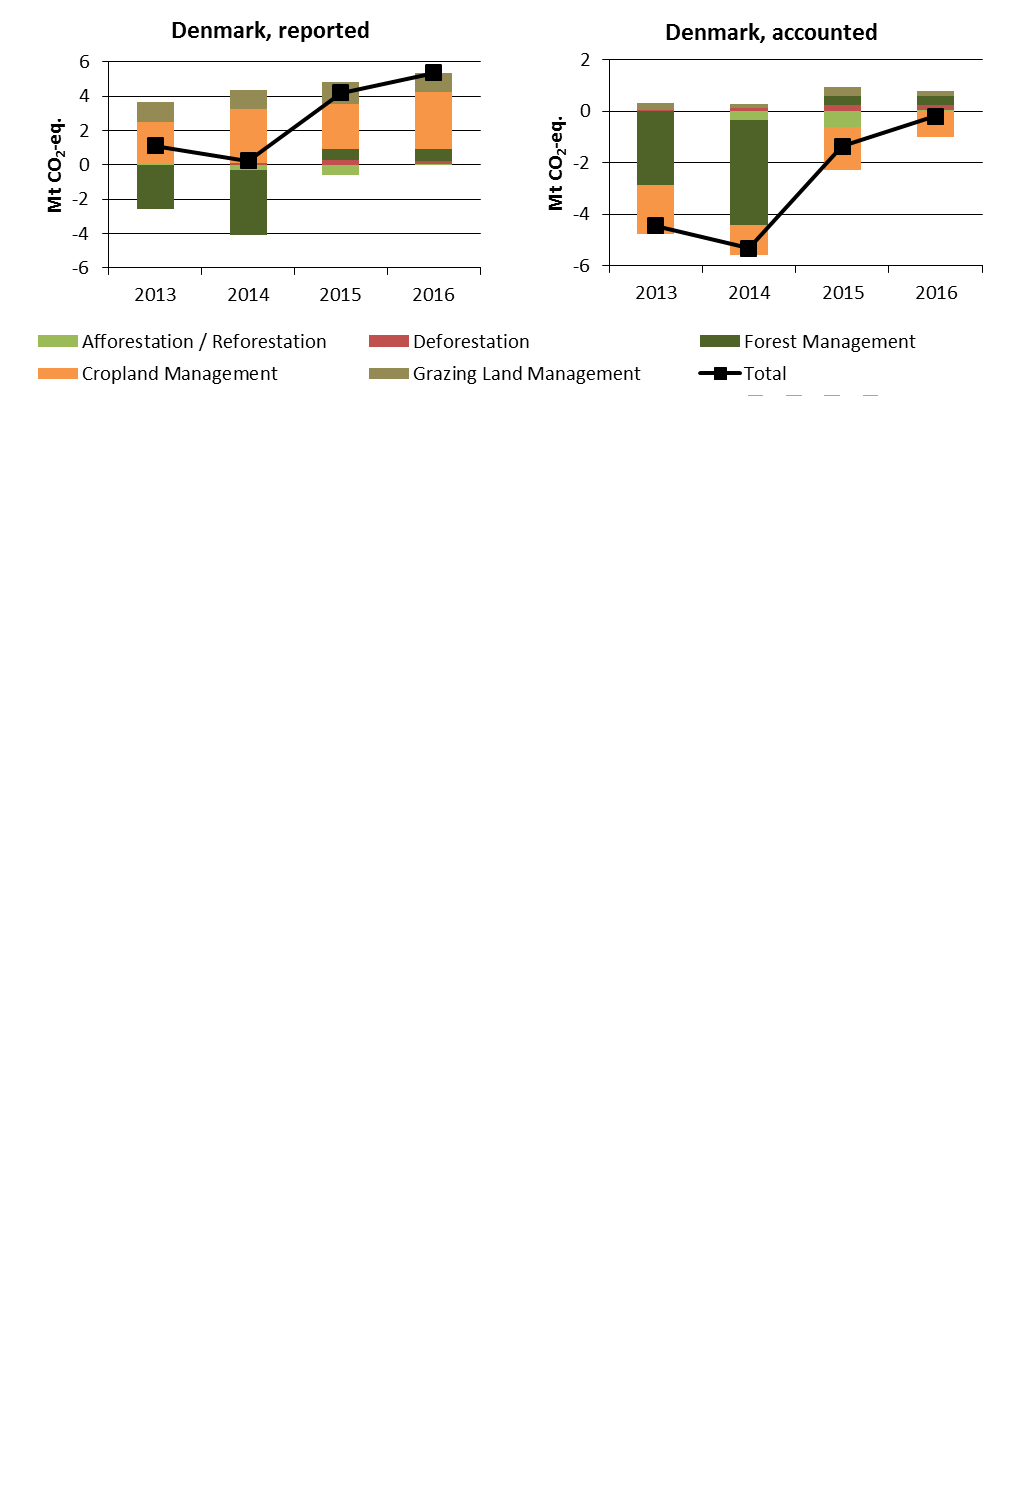 Denmark, reported
Mt CO₂-eq.
6
4
2
0
-2
-4
-6
2013 2014 2015 2016
Denmark, accounted
Mt CO₂-eq.
2
0
-2
-4
-6
2013 2014 2015 2016
Afforestation / Reforestation Deforestation Forest Management
Cropland Management Grazing Land Management Total